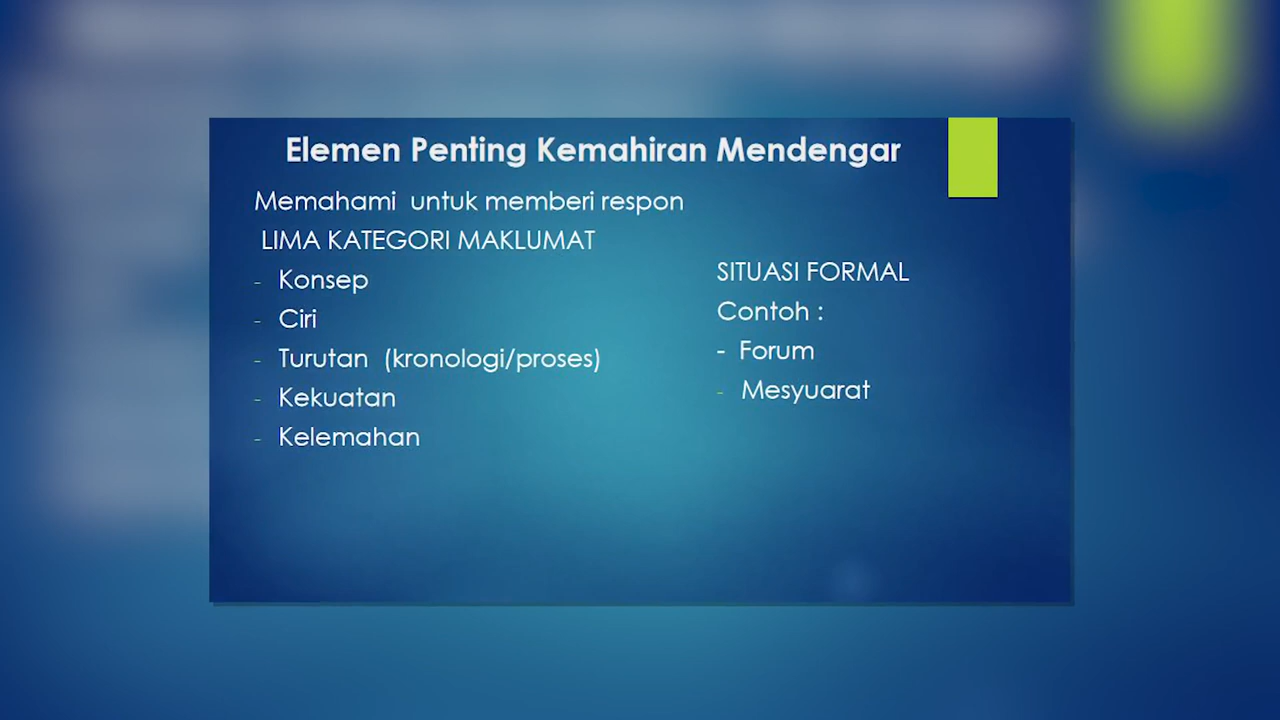 Elemen Penting Kemahiran Mendengar
Memahami untuk memberi respon
LIMA KATEGORI MAKLUMAT
- Konsep
- Ciri
- Turutan (kronologi/proses)
- Kekuatan
- Kelemahan
SITUASI FORMAL
Contoh :
- Forum
- Mesyuarat